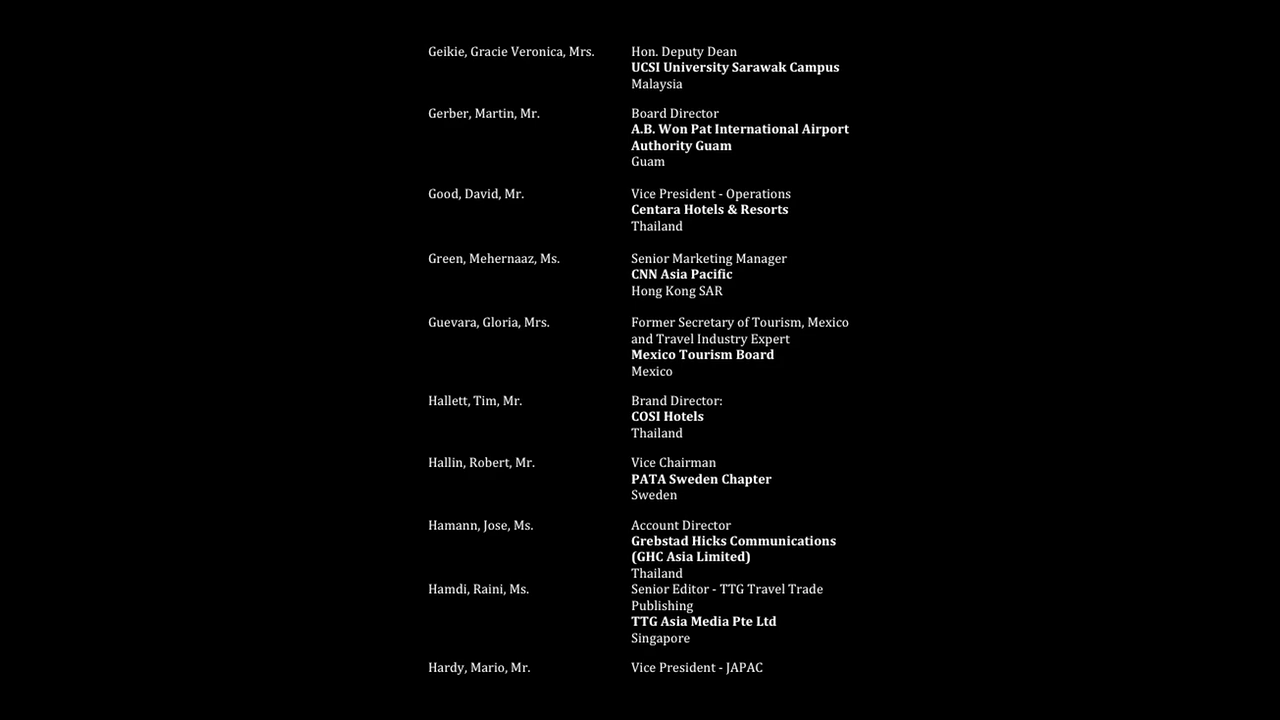 Geikie, Gracie Veronica, Mrs. Hon. Deputy Dean
UCSI University Sarawak Campus
Malaysia
Gerber, Martin, Mr. Board Director
A.B. Won Pat International Airport
Authority Guam
Guam
Good, David, Mr. Vice President - Operations
Centara Hotels & Resorts
Thailand
Green, Mehernaaz, Ms. Senior Marketing Manager
CNN Asia Pacific
Hong Kong SAR
Guevara, Gloria, Mrs. Former Secretary of Tourism, Mexico
and Travel Industry Expert
Mexico Tourism Board
Mexico
Hallett, Tim, Mr. Brand Director:
COSI Hotels
Thailand
Hallin, Robert, Mr. Vice Chairman
PATA Sweden Chapter
Sweden
Hamann, Jose, Ms. Account Director
Grebstad Hicks Communications
(GHC Asia Limited)
Thailand
Hamdi, Raini, Ms. Senior Editor - TTG Travel Trade
Publishing
TTG Asia Media Pte Ltd
Singapore
Hardy, Mario, Mr. Vice President - JAPAC